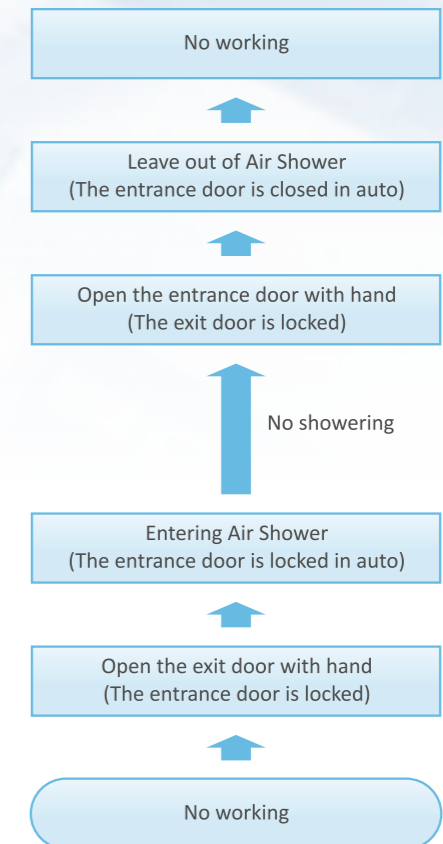 No working
Leave out of Air Shower
(The entrance door is closed in auto)
Open the entrance door with hand
(The exit door is locked)
No showering
Entering Air Shower
(The entrance door is locked in auto)
Open the exit door with hand
(The entrance door is locked)
No working